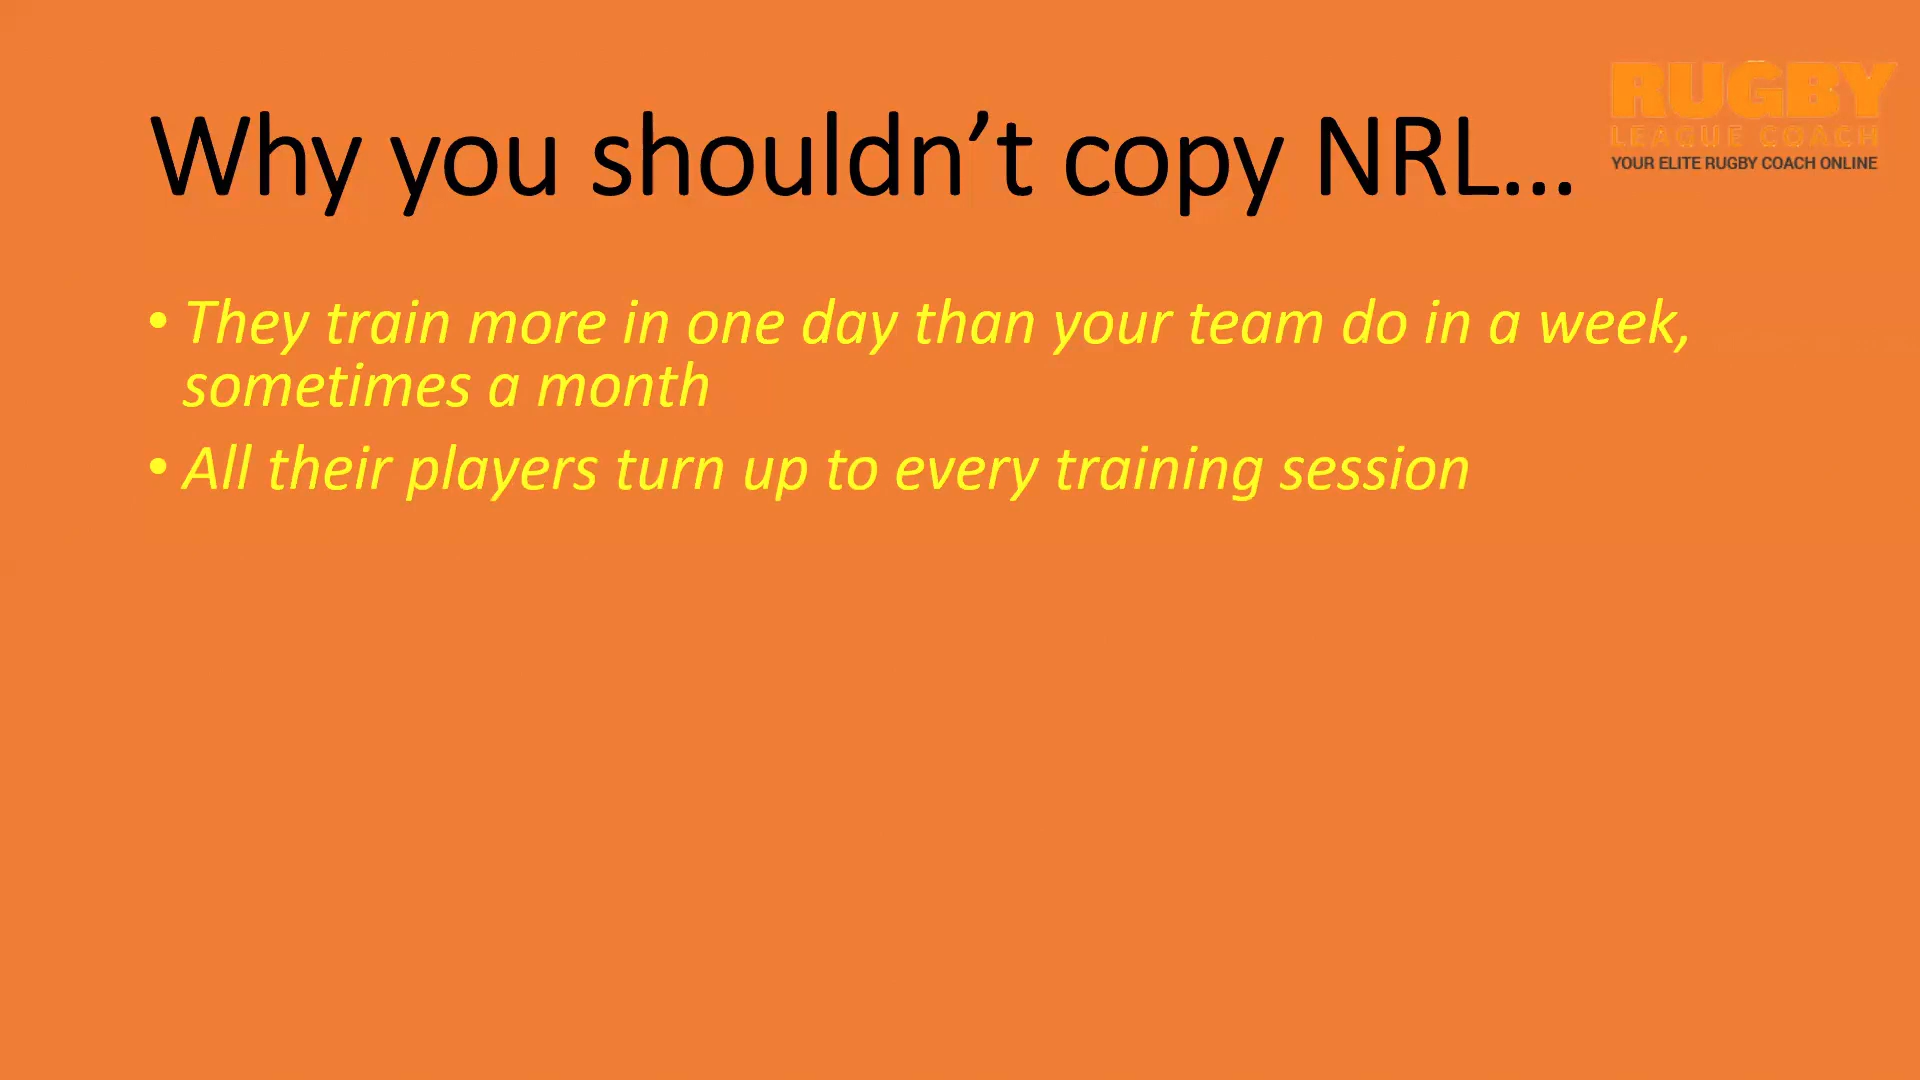 RUGBY
LEAGUE COACH
YOUR ELITE RUGBY COACH ONLINE
Why you shouldn’t copy NRL…
• They train more in one day than your team do in a week,
sometimes a month
• All their players turn up to every training session